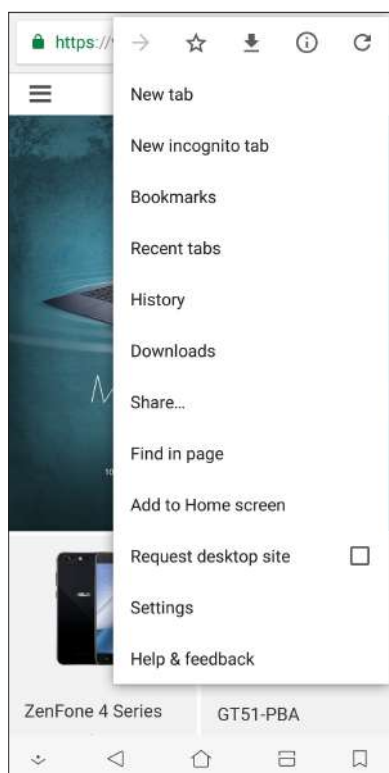 https://
New tab
New incognito tab
Bookmarks
Recent tabs
History
Downloads
Share...
Find in page
Add to Home screen
Request desktop site
Settings
Help & feedback
ZenFone 4 Series
GT51-PBA